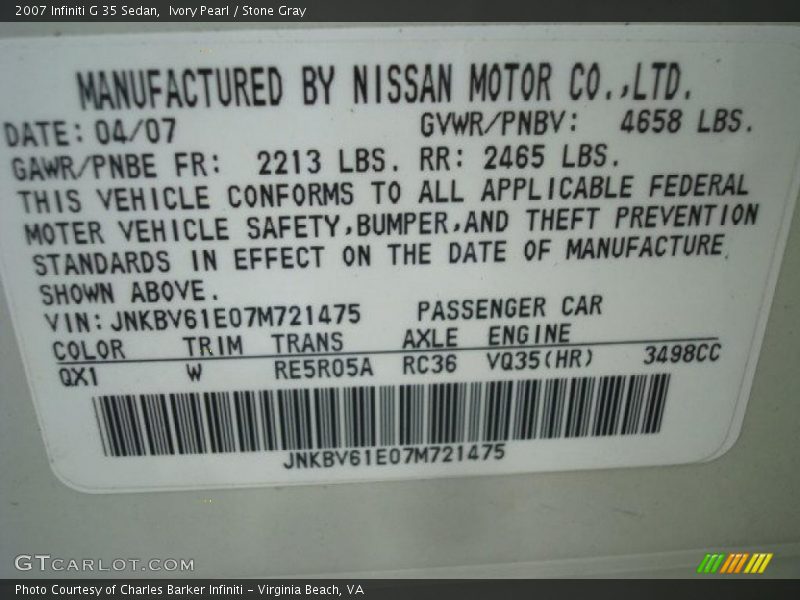 2007 Infiniti G 35 Sedan,  Ivory Pearl / Stone Gray
MANUFACTURED BY NISSAN MOTOR CO.,LTD.
DATE: 04/07 GVWR/PNBV: 4658 LBS.
GAWR/PNBE FR: 2213 LBS. RR: 2465 LBS.
THIS VEHICLE CONFORMS TO ALL APPLICABLE FEDERAL
MOTER VEHICLE SAFETY,BUMPER,AND THEFT PREVENTION
STANDARDS IN EFFECT ON THE DATE OF MANUFACTURE
SHOWN ABOVE.
VIN: JNKBV61E07M721475 PASSENGER CAR
COLOR TRIM TRANS AXLE ENGINE
QX1 W RE5R05A RC36 VQ35(HR) 3498CC
JNKBV61E07M721475
GTCARLOT.COM
Photo Courtesy of Charles Barker Infiniti - Virginia Beach, VA